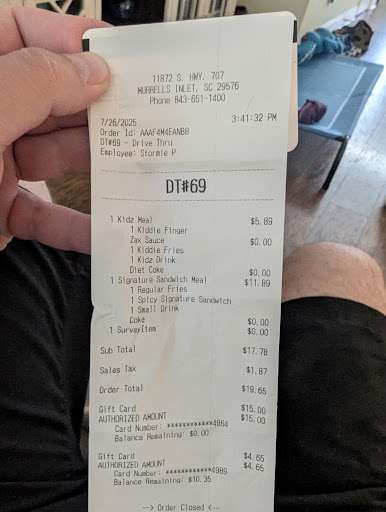 11872 S. HWY. 707
MURRELLS INLET, SC 29576
Phone 843-651-1400
7/26/2025 3:41:32 PM
Order Id: AAAF4M4EANBB
DT#69 - Drive Thru
Employee: Stormie P
DT#69
1 Kidz Meal $5.89
1 Kiddie Finger
Zax Sauce $0.00
1 Kiddie Fries
1 Kidz Drink
Diet Coke $0.00
1 Signature Sandwich Meal $11.89
1 Regular Fries
1 Spicy Signature Sandwich
1 Small Drink
Coke $0.00
1 SurveyItem $0.00
Sub Total $17.78
Sales Tax $1.87
Order Total $19.65
Gift Card $15.00
AUTHORIZED AMOUNT $15.00
Card Number: ************4864
Balance Remaining: $0.00
Gift Card $4.65
AUTHORIZED AMOUNT $4.65
Card Number: ************4989
Balance Remaining: $10.35
--> Order Closed <--